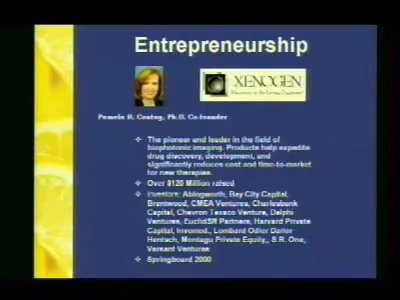 Entrepreneurship
XENOGEN
Pamela R. Contag, Ph.D. Co-founder
The pioneer and leader in the field of
biophotonic imaging. Products help expedite
drug discovery, development, and
significantly reduces cost and time-to-market
for new therapies.
Over $120 Million raised
Investors: Abingworth, Bay City Capital,
Brentwood, CMEA Ventures, Charlesbank
Capital, Chevron Texaco Venture, Delphi
Ventures, EuclidSR Partners, Harvard Private
Capital, Invomed., Lombard Odier Darier
Hentsch, Montagu Private Equity,, S.R. One,
Versant Ventures
Springboard 2000